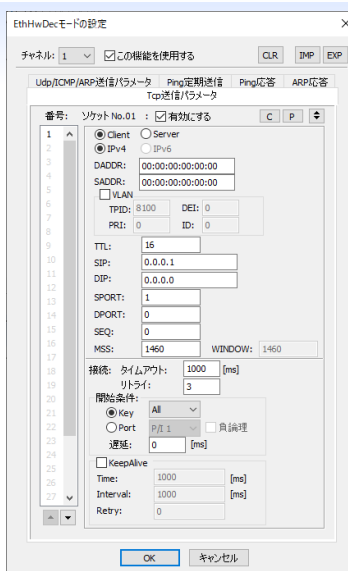 EthHwDecモードの設定
チャネル: 1 この機能を使用する CLR IMP EXP
Udp/ICMP/ARP送信パラメータ Ping定期送信 Ping応答 ARP応答
Tcp送信パラメータ
番号: ソケット No.01 : 有効にする C P
1
2
3
4
5
6
7
8
9
10
11
12
13
14
15
16
17
18
19
20
21
22
23
24
25
26
27
Client Server
IPv4 IPv6
DADDR: 00:00:00:00:00:00
SADDR: 00:00:00:00:00:00
VLAN
TPID: 8100 DEI: 0
PRI: 0 ID: 0
TTL: 16
SIP: 0.0.0.1
DIP: 0.0.0.0
SPORT: 1
DPORT: 0
SEQ: 0
MSS: 1460 WINDOW: 1460
接続: タイムアウト: 1000 [ms]
リトライ: 3
開始条件:
Key All
Port P/I 1 負論理
遅延: 0 [ms]
KeepAlive
Time: 1000 [ms]
Interval: 1000 [ms]
Retry: 0
OK キャンセル